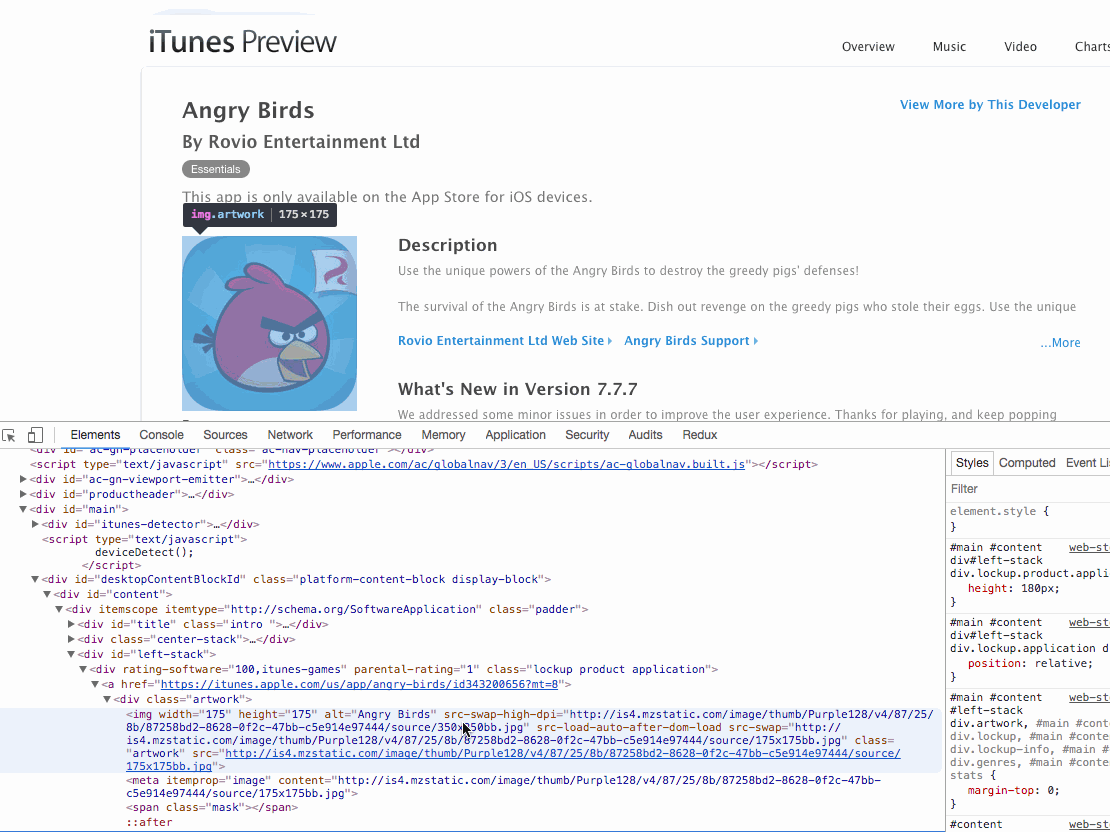 iTunes Preview
Overview Music Video Charts
Angry Birds
View More by This Developer
By Rovio Entertainment Ltd
Essentials
This app is only available on the App Store for iOS devices.
img.artwork 175×175
Description
Use the unique powers of the Angry Birds to destroy the greedy pigs' defenses!
The survival of the Angry Birds is at stake. Dish out revenge on the greedy pigs who stole their eggs. Use the unique
Rovio Entertainment Ltd Web Site Angry Birds Support ...More
What's New in Version 7.7.7
We addressed some minor issues in order to improve the user experience. Thanks for playing, and keep popping
Elements Console Sources Network Performance Memory Application Security Audits Redux
<div id="ac-gn-placeholder" class="ac-nav-placeholder"></div>
<script type="text/javascript" src="https://www.apple.com/ac/globalnav/3/en_US/scripts/ac-globalnav.built.js"></script>
<div id="ac-gn-viewport-emitter">…</div>
<div id="productheader">…</div>
<div id="main">
<div id="itunes-detector">…</div>
<script type="text/javascript">
deviceDetect();
</script>
<div id="desktopContentBlockId" class="platform-content-block display-block">
<div id="content">
<div itemscope itemtype="http://schema.org/SoftwareApplication" class="padder">
<div id="title" class="intro ">…</div>
<div class="center-stack">…</div>
<div id="left-stack">
<div rating-software="100,itunes-games" parental-rating="1" class="lockup product application">
<a href="https://itunes.apple.com/us/app/angry-birds/id343200656?mt=8">
<div class="artwork">
<img width="175" height="175" alt="Angry Birds" src-swap-high-dpi="http://is4.mzstatic.com/image/thumb/Purple128/v4/87/25/
8b/87258bd2-8628-0f2c-47bb-c5e914e97444/source/350x350bb.jpg" src-load-auto-after-dom-load src-swap="http://
is4.mzstatic.com/image/thumb/Purple128/v4/87/25/8b/87258bd2-8628-0f2c-47bb-c5e914e97444/source/175x175bb.jpg" class=
"artwork" src="http://is4.mzstatic.com/image/thumb/Purple128/v4/87/25/8b/87258bd2-8628-0f2c-47bb-c5e914e97444/source/
175x175bb.jpg">
<meta itemprop="image" content="http://is4.mzstatic.com/image/thumb/Purple128/v4/87/25/8b/87258bd2-8628-0f2c-47bb-
c5e914e97444/source/175x175bb.jpg">
<span class="mask"></span>
::after
Styles Computed Event Li
Filter
element.style {
}
#main #content web-st
div#left-stack
div.lockup.product.appli
height: 180px;
}
#main #content web-st
div#left-stack
div.lockup.application d
position: relative;
}
#main #content web-st
#left-stack
div.artwork, #main #cont
div.lockup, #main #conte
div.lockup-info, #main #
div.genres, #main #conte
stats {
margin-top: 0;
}
#content web-st